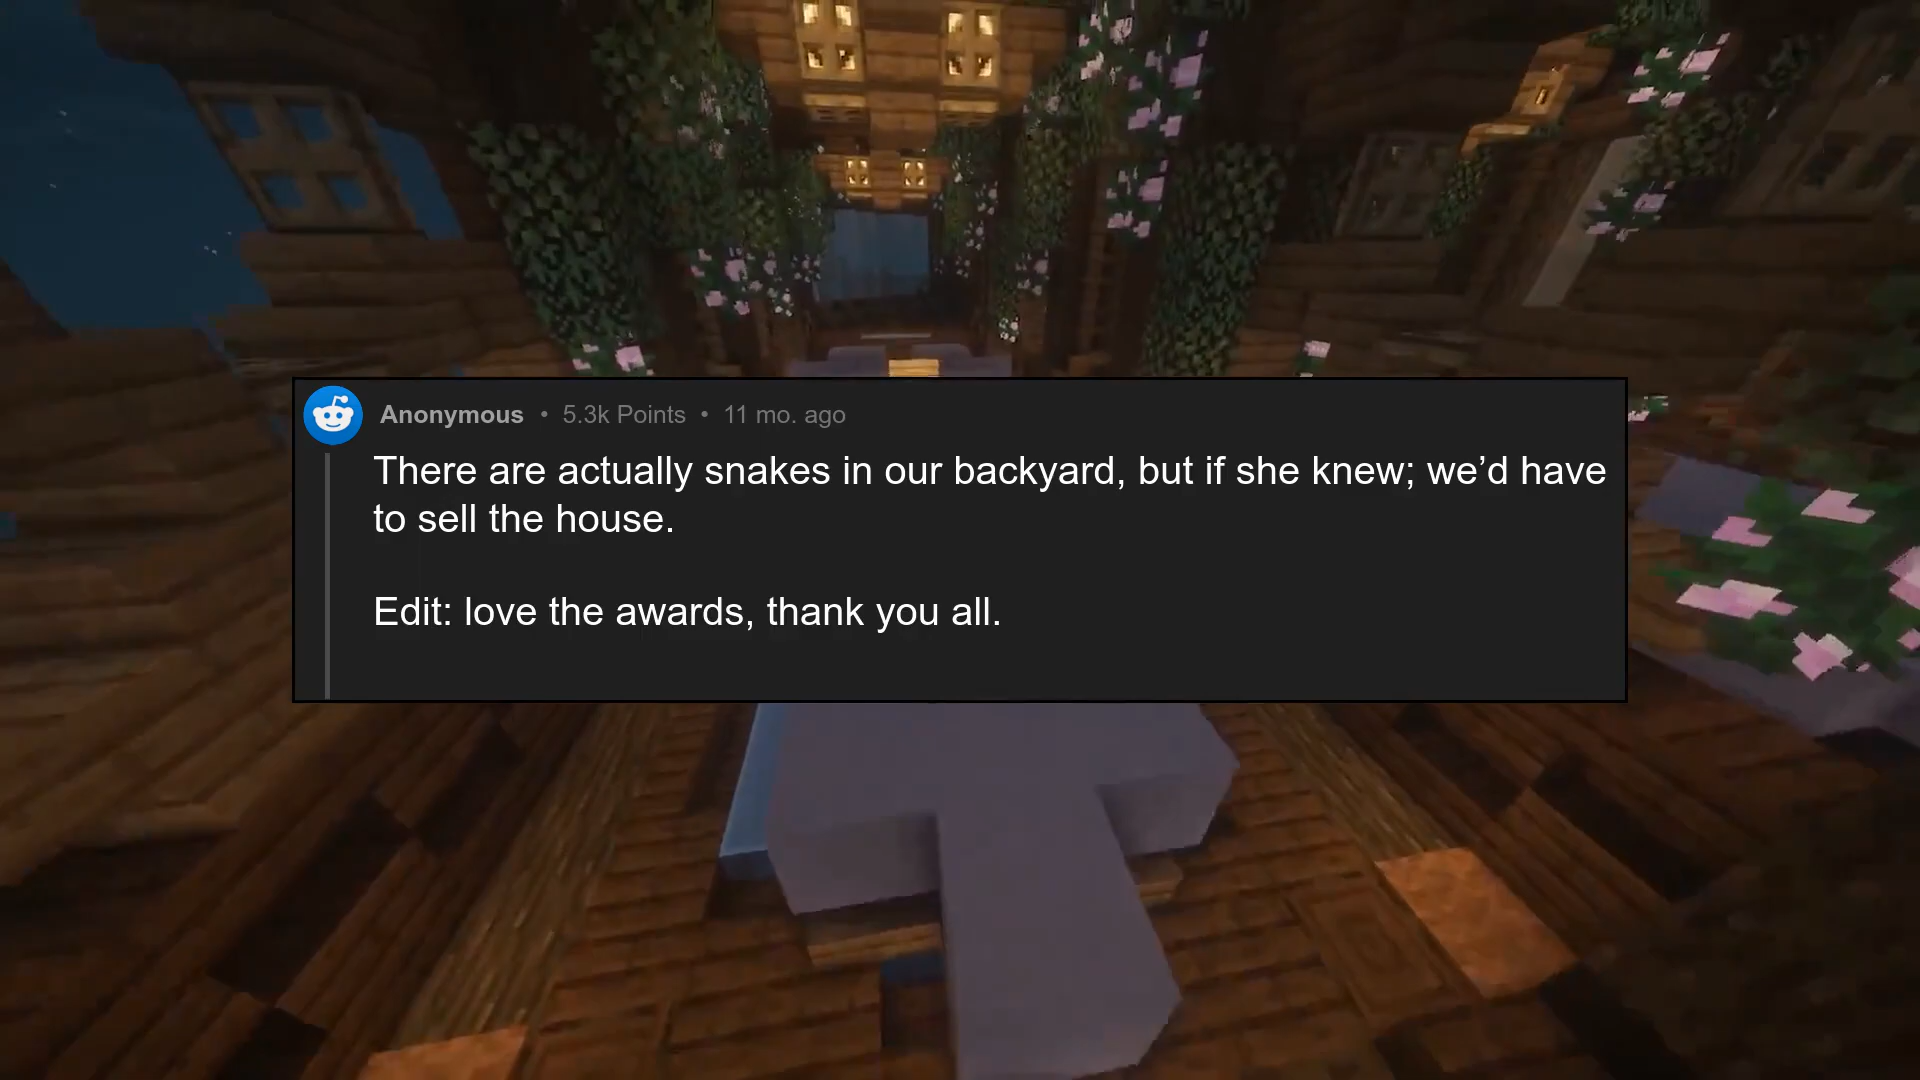 Anonymous • 5.3k Points • 11 mo. ago
There are actually snakes in our backyard, but if she knew; we’d have
to sell the house.
Edit: love the awards, thank you all.